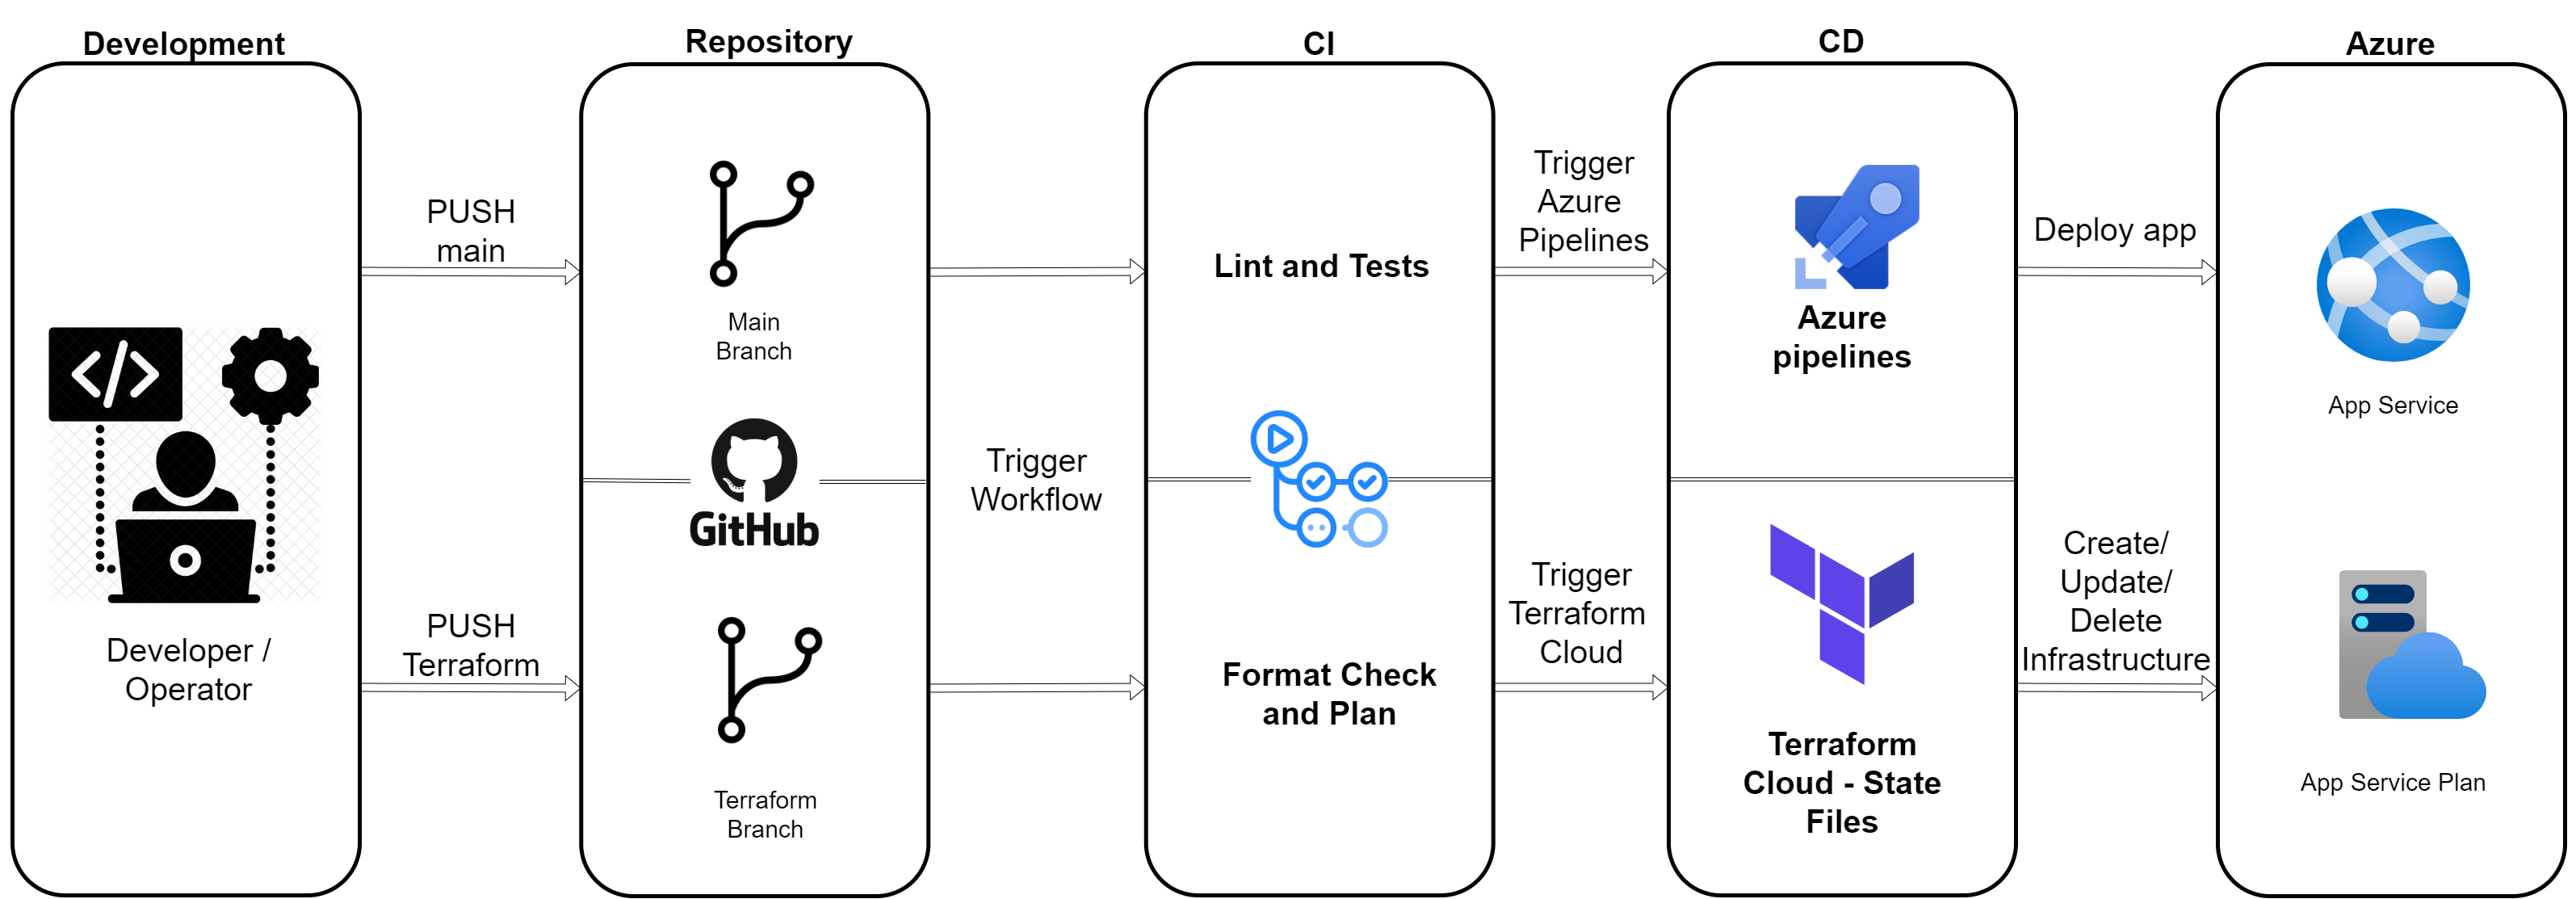 Development
Repository
CI
CD
Azure
PUSH
main
PUSH
Terraform
Developer /
Operator
Main
Branch
GitHub
Terraform
Branch
Trigger
Workflow
Lint and Tests
Format Check
and Plan
Trigger
Azure
Pipelines
Trigger
Terraform
Cloud
Azure
pipelines
Terraform
Cloud - State
Files
Deploy app
Create/
Update/
Delete
Infrastructure
App Service
App Service Plan